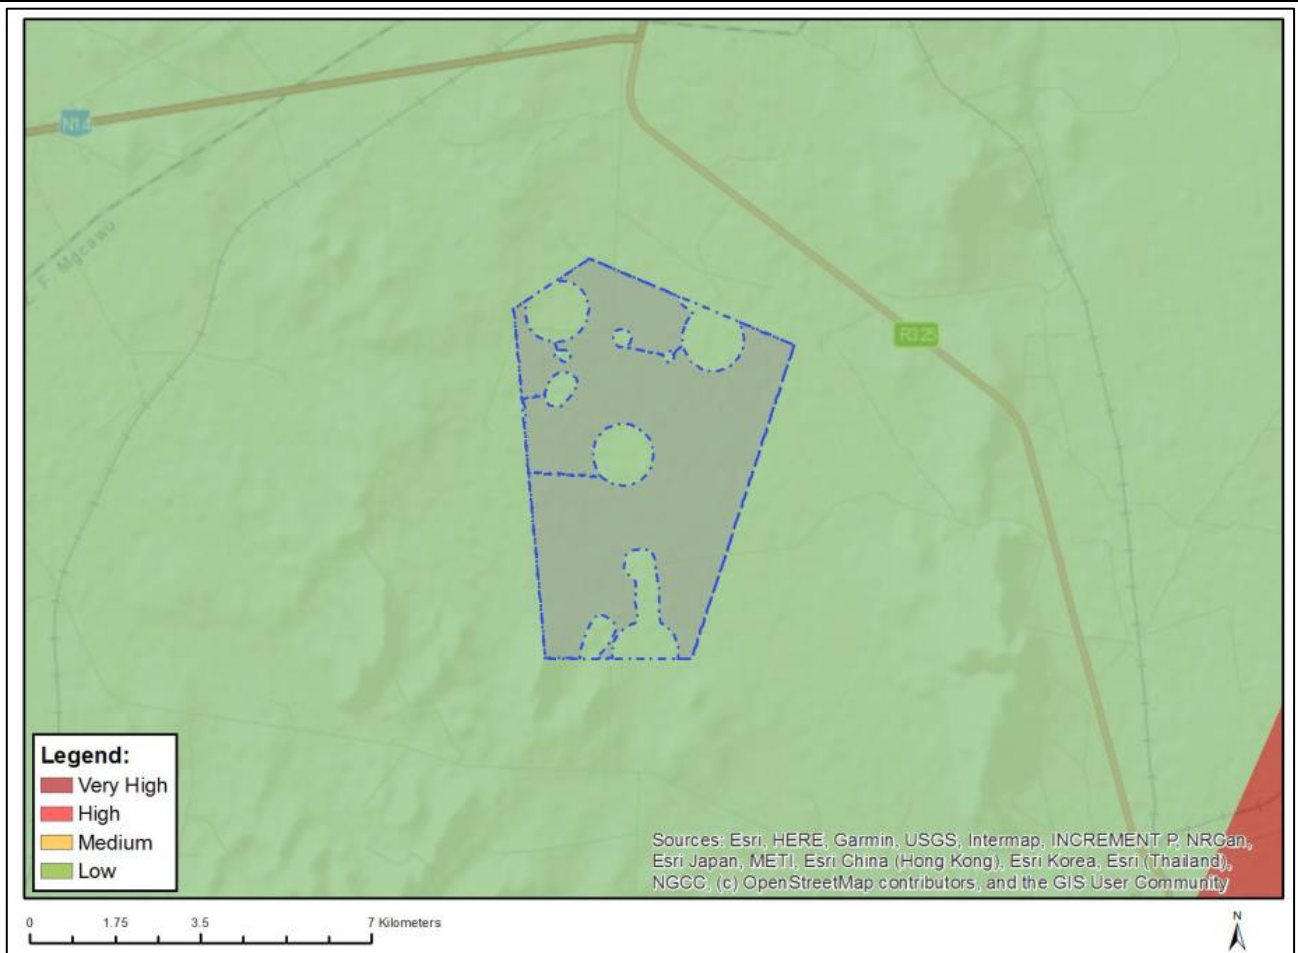 N14
F. Mgcawu
R325
Legend:
Very High
High
Medium
Low
Sources: Esri, HERE, Garmin, USGS, Intermap, INCREMENT P, NRCan,
Esri Japan, METI, Esri China (Hong Kong), Esri Korea, Esri (Thailand),
NGCC, (c) OpenStreetMap contributors, and the GIS User Community
0 1.75 3.5 7 Kilometers
N